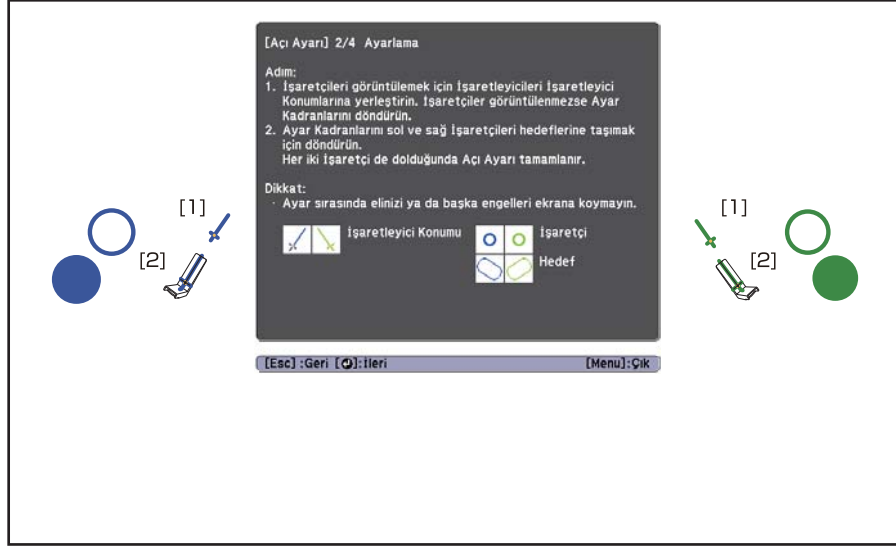 [Açı Ayarı] 2/4 Ayarlama
Adım:
1. İşaretçileri görüntülemek için İşaretleyicileri İşaretleyici
Konumlarına yerleştirin. İşaretçiler görüntülenmezse Ayar
Kadranlarını döndürün.
2. Ayar Kadranlarını sol ve sağ İşaretçileri hedeflerine taşımak
için döndürün.
Her iki İşaretçi de dolduğunda Açı Ayarı tamamlanır.
Dikkat:
· Ayar sırasında elinizi ya da başka engelleri ekrana koymayın.
[1]
[2]
İşaretleyici Konumu
İşaretçi
Hedef
[1]
[2]
[Esc] :Geri [⏎]:İleri
[Menu]:Çık